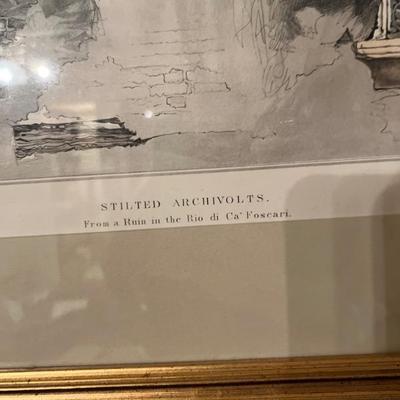 STILTED ARCHIVOLTS.
From a Ruin in the Rio di Ca' Foscari.